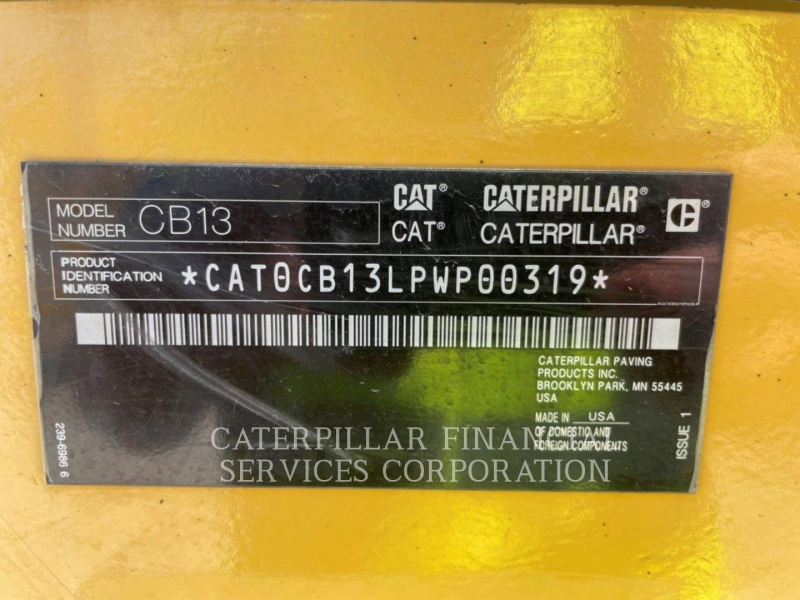 CAT® CATERPILLAR®
MODEL NUMBER CB13
CAT® CATERPILLAR®
C®
PRODUCT IDENTIFICATION NUMBER *CAT0CB13LPWP00319*
CATERPILLAR PAVING
PRODUCTS INC.
BROOKLYN PARK, MN 55445
USA
MADE IN USA
OF DOMESTIC AND
FOREIGN COMPONENTS
ISSUE 1
239-6986 6
CATERPILLAR FINANCIAL
SERVICES CORPORATION